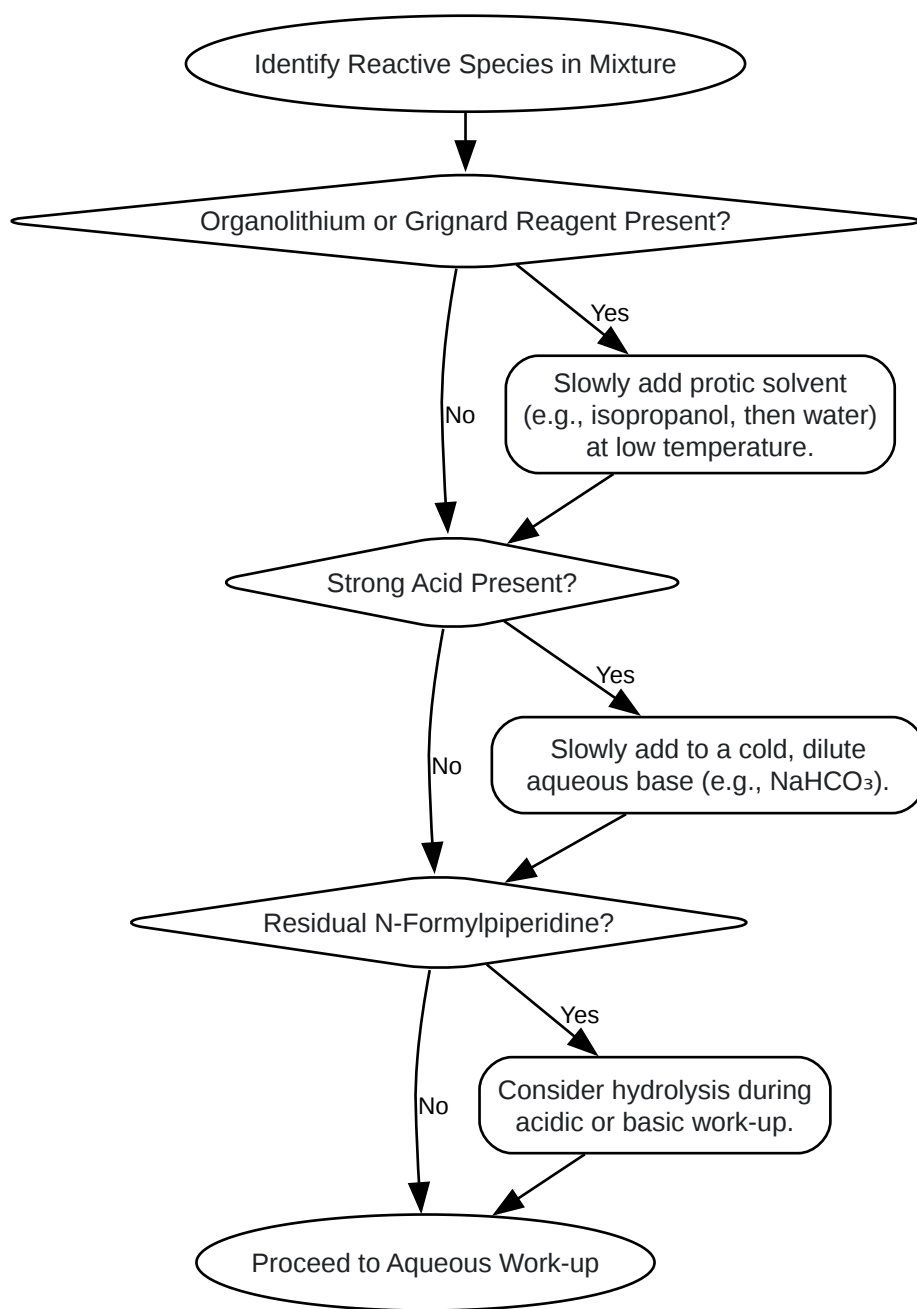 Identify Reactive Species in Mixture
Organolithium or Grignard Reagent Present?
Yes
Slowly add protic solvent
(e.g., isopropanol, then water)
at low temperature.
No
Strong Acid Present?
Yes
Slowly add to a cold, dilute
aqueous base (e.g., NaHCO₃).
No
Residual N-Formylpiperidine?
Yes
Consider hydrolysis during
acidic or basic work-up.
No
Proceed to Aqueous Work-up